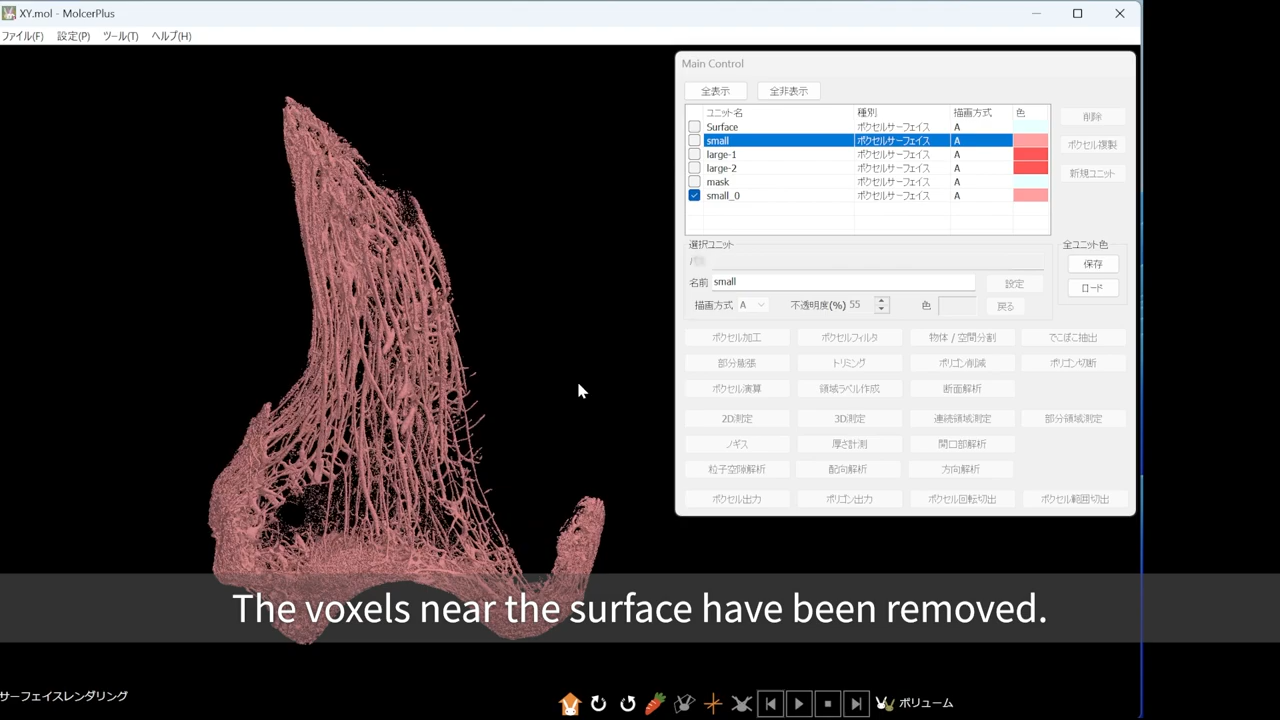 XY.mol - MolcerPlus
ファイル(F) 設定(P) ツール(T) ヘルプ(H)
Main Control
全表示 全非表示
ユニット名 種別 描画方式 色
Surface ボクセルサーフェイス A
small ボクセルサーフェイス A
large-1 ボクセルサーフェイス A
large-2 ボクセルサーフェイス A
mask ボクセルサーフェイス A
small_0 ボクセルサーフェイス A
削除
ボクセル複製
新規ユニット
選択ユニット
全ユニット色
保存
ロード
名前 small 設定
描画方式 A 不透明度(%) 55 色 戻る
ボクセル加工 ボクセルフィルタ 物体 / 空間分割 でこぼこ抽出
部分膨張 トリミング ポリゴン削減 ポリゴン切断
ボクセル演算 領域ラベル作成 断面解析
2D測定 3D測定 連続領域測定 部分領域測定
ノギス 厚さ計測 開口部解析
粒子空隙解析 配向解析 方向解析
ボクセル出力 ポリゴン出力 ボクセル回転切出 ボクセル範囲切出
The voxels near the surface have been removed.
サーフェイスレンダリング
ボリューム